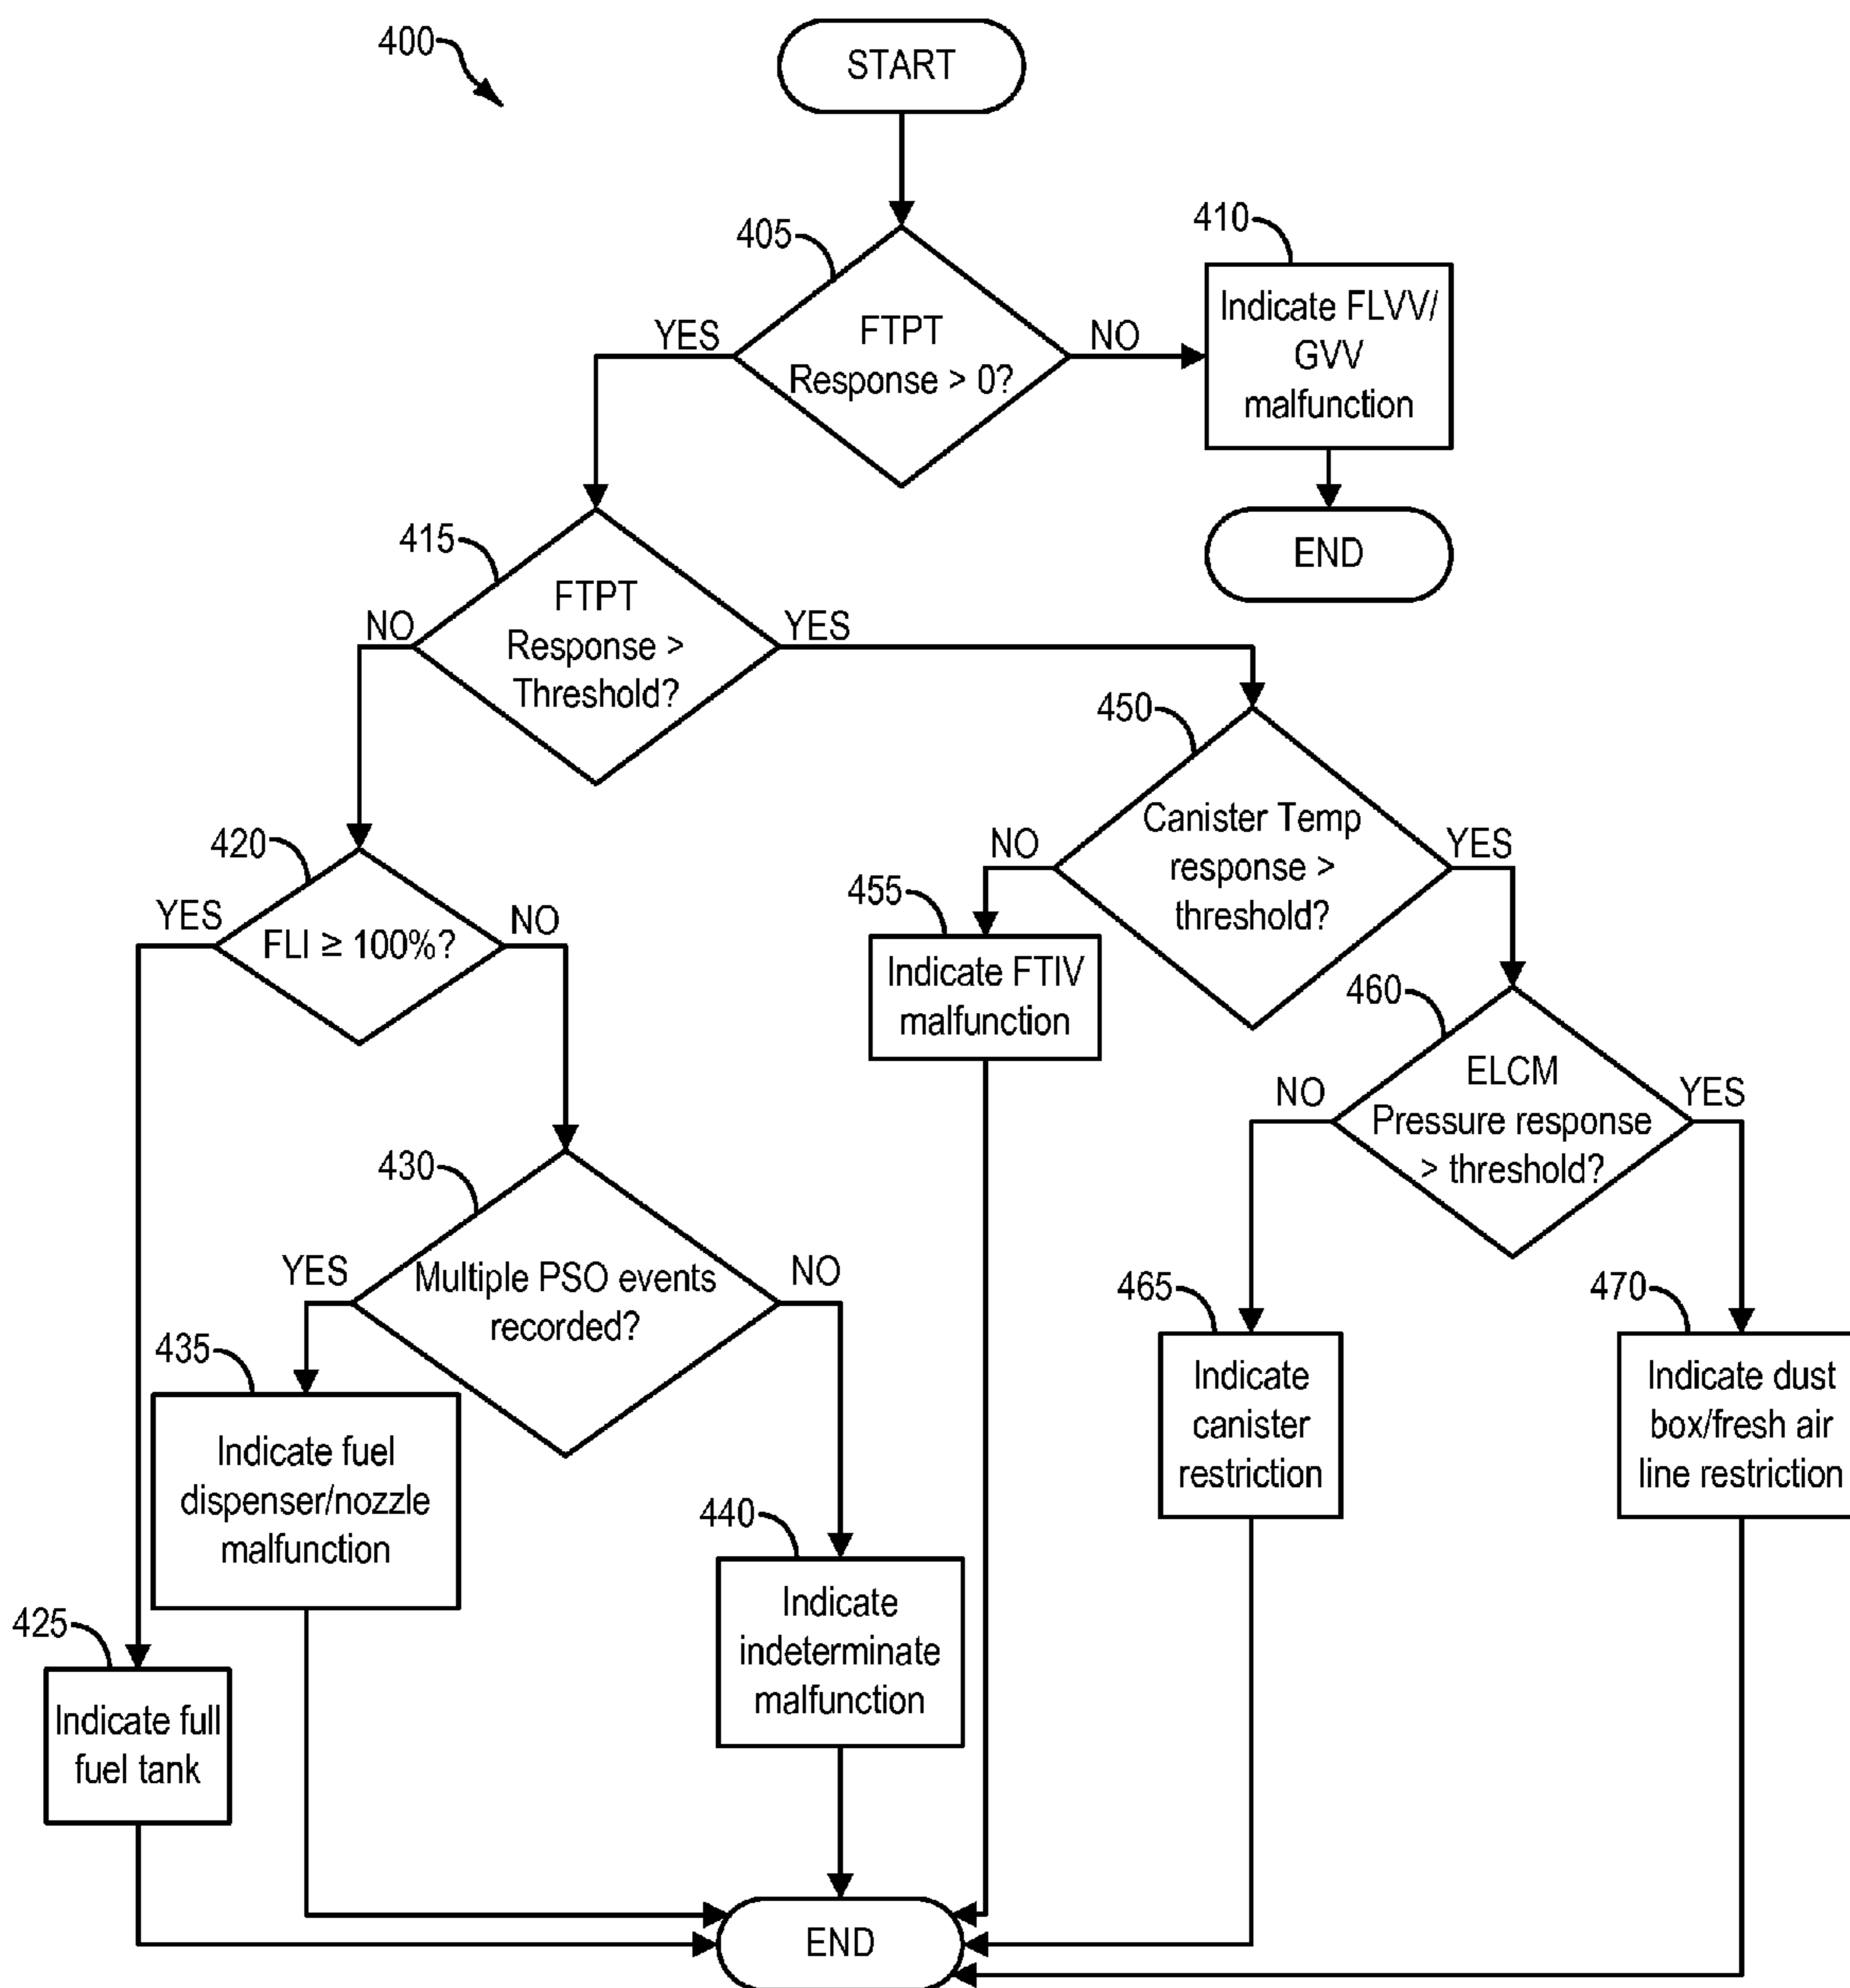 400
START
405
FTPT
Response > 0?
YES
NO
410
Indicate FLVV/
GVV
malfunction
END
415
FTPT
Response >
Threshold?
NO
YES
420
FLI ≥ 100%?
YES
NO
450
Canister Temp
response >
threshold?
NO
YES
455
Indicate FTIV
malfunction
460
ELCM
Pressure response
> threshold?
NO
YES
430
Multiple PSO events
recorded?
YES
NO
465
Indicate
canister
restriction
470
Indicate dust
box/fresh air
line restriction
435
Indicate fuel
dispenser/nozzle
malfunction
440
Indicate
indeterminate
malfunction
425
Indicate full
fuel tank
END